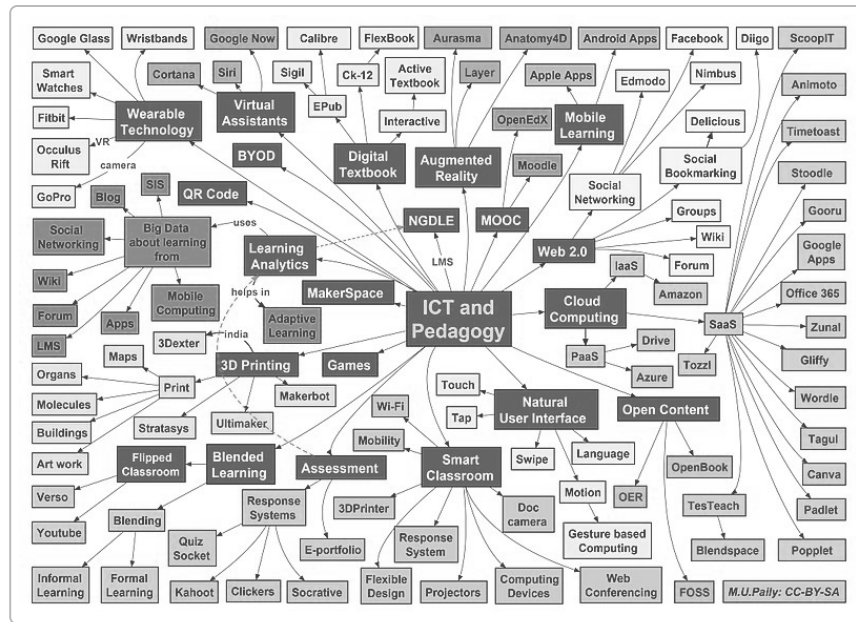 Google Glass
Wristbands
Google Now
Calibre
FlexBook
Aurasma
Anatomy4D
Android Apps
Facebook
Diigo
ScoopIT
Smart
Watches
Cortana
Siri
Sigil
Ck-12
Active
Textbook
Layer
Apple Apps
Edmodo
Nimbus
Animoto
Fitbit
Wearable
Technology
Virtual
Assistants
EPub
Interactive
OpenEdX
Mobile
Learning
Delicious
Timetoast
Occulus
Rift
VR
BYOD
Digital
Textbook
Augmented
Reality
Moodle
Social
Bookmarking
Stoodle
camera
GoPro
SIS
Blog
QR Code
NGDLE
MOOC
Social
Networking
Groups
Gooru
Social
Networking
Big Data
about learning
from
uses
Learning
Analytics
LMS
Web 2.0
Wiki
Forum
Google
Apps
Wiki
Mobile
Computing
helps in
MakerSpace
ICT and
Pedagogy
Cloud
Computing
IaaS
Amazon
Office 365
Forum
Apps
Adaptive
Learning
SaaS
Zunal
LMS
3Dexter
india
Games
PaaS
Drive
Azure
Tozzl
Gliffy
Maps
3D Printing
Organs
Print
Makerbot
Touch
Natural
User Interface
Open Content
Wordle
Molecules
Ultimaker
Wi-Fi
Tap
Buildings
Stratasys
Mobility
Swipe
Language
OpenBook
Tagul
Art work
Flipped
Classroom
Blended
Learning
Assessment
Smart
Classroom
Motion
OER
Canva
Verso
Response
Systems
3DPrinter
Doc
camera
TesTeach
Padlet
Youtube
Blending
Quiz
Socket
E-portfolio
Response
System
Gesture based
Computing
Blendspace
Popplet
Informal
Learning
Formal
Learning
Kahoot
Clickers
Socrative
Flexible
Design
Projectors
Computing
Devices
Web
Conferencing
FOSS
M.U.Paily: CC-BY-SA